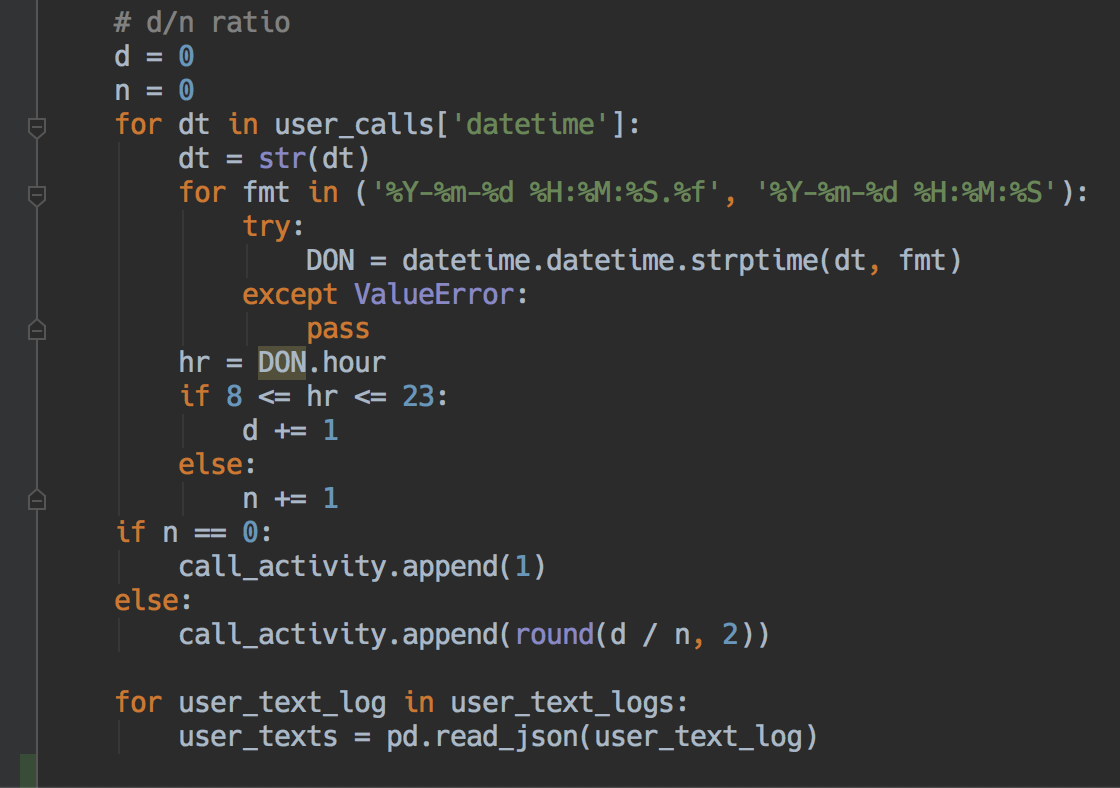 # d/n ratio
d = 0
n = 0
for dt in user_calls['datetime']:
    dt = str(dt)
    for fmt in ('%Y-%m-%d %H:%M:%S.%f', '%Y-%m-%d %H:%M:%S'):
        try:
            DON = datetime.datetime.strptime(dt, fmt)
        except ValueError:
            pass
    hr = DON.hour
    if 8 <= hr <= 23:
        d += 1
    else:
        n += 1
if n == 0:
    call_activity.append(1)
else:
    call_activity.append(round(d / n, 2))

for user_text_log in user_text_logs:
    user_texts = pd.read_json(user_text_log)